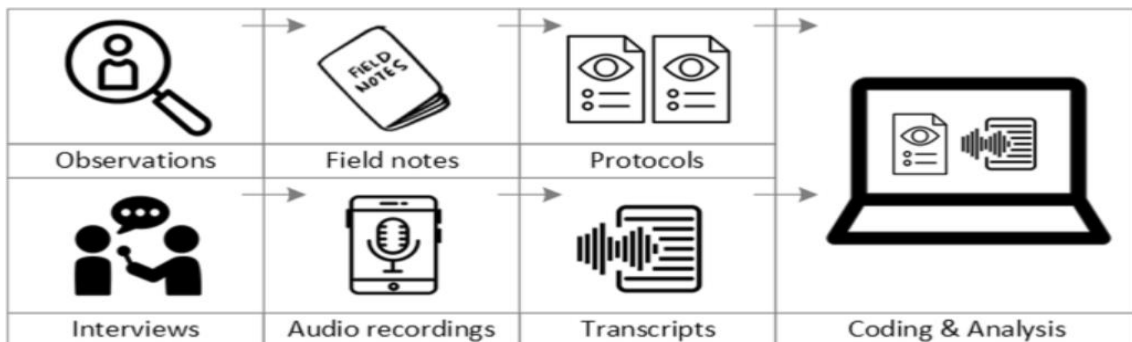 FIELD
NOTES
Observations
Field notes
Protocols
Interviews
Audio recordings
Transcripts
Coding & Analysis